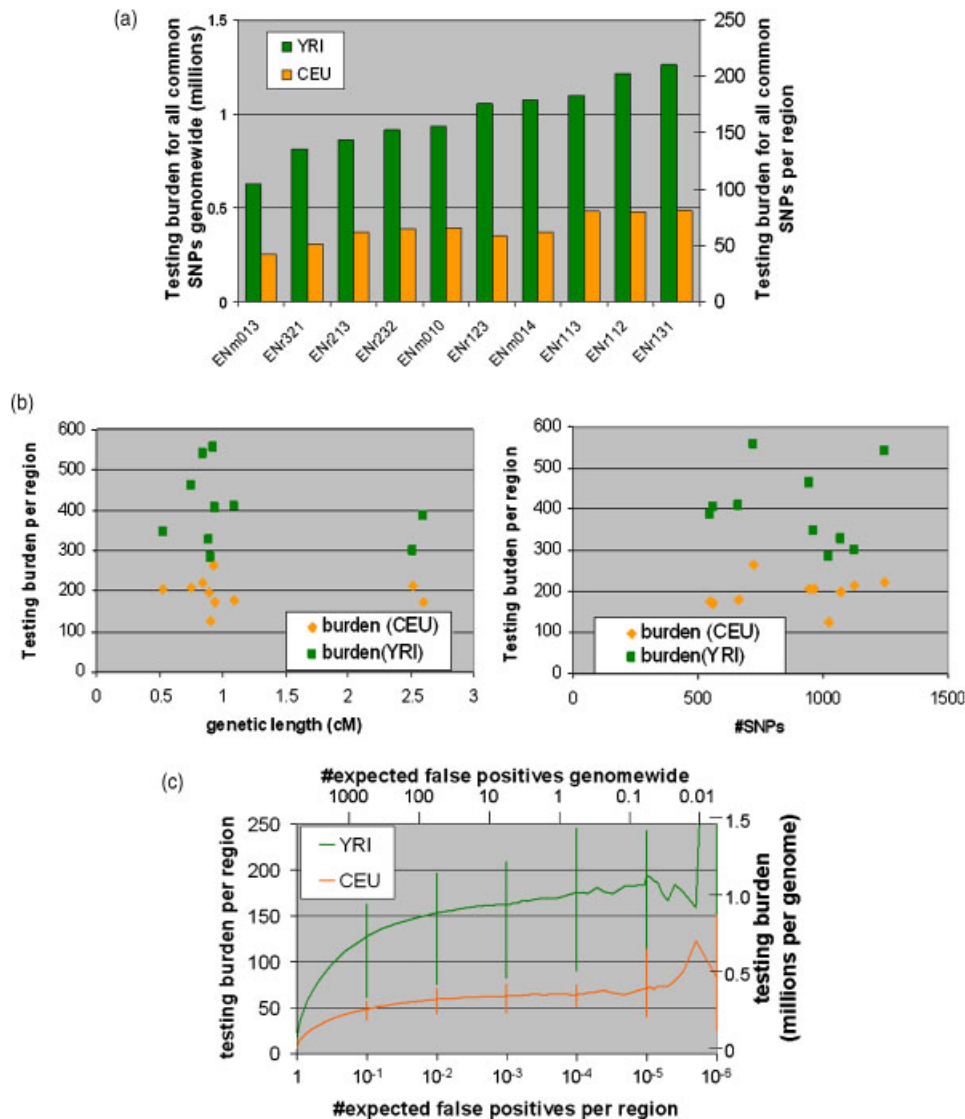 (a)
Testing burden for all common
SNPs genomewide (millions)
1.5
1
0.5
0
YRI
CEU
250
200
150
100
50
0
Testing burden for all common
SNPs per region
ENm013
ENr321
ENr213
ENr232
ENm010
ENr123
ENm014
ENr113
ENr112
ENr131
(b)
Testing burden per region
600
500
400
300
200
100
0
burden (CEU)
burden(YRI)
0
0.5
1
1.5
2
2.5
3
genetic length (cM)
Testing butden per region
600
500
400
300
200
100
0
burden (CEU)
burden(YRI)
0
500
1000
1500
#SNPs
(c)
#expected false positives genomewide
1000
100
10
1
0.1
0.01
testing burden per region
250
200
150
100
50
0
YRI
CEU
1.5
1.0
0.5
0
testing burden
(millions per genome)
1
10-1
10-2
10-3
10-4
10-5
10-6
#expected false positives per region